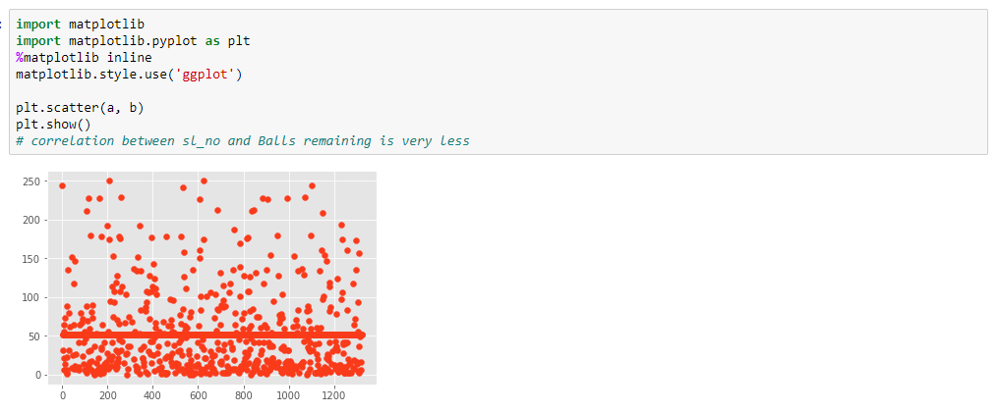 :
import matplotlib
import matplotlib.pyplot as plt
%matplotlib inline
matplotlib.style.use('ggplot')
plt.scatter(a, b)
plt.show()
# correlation between sl_no and Balls remaining is very less
250
200
150
100
50
0
0 200 400 600 800 1000 1200